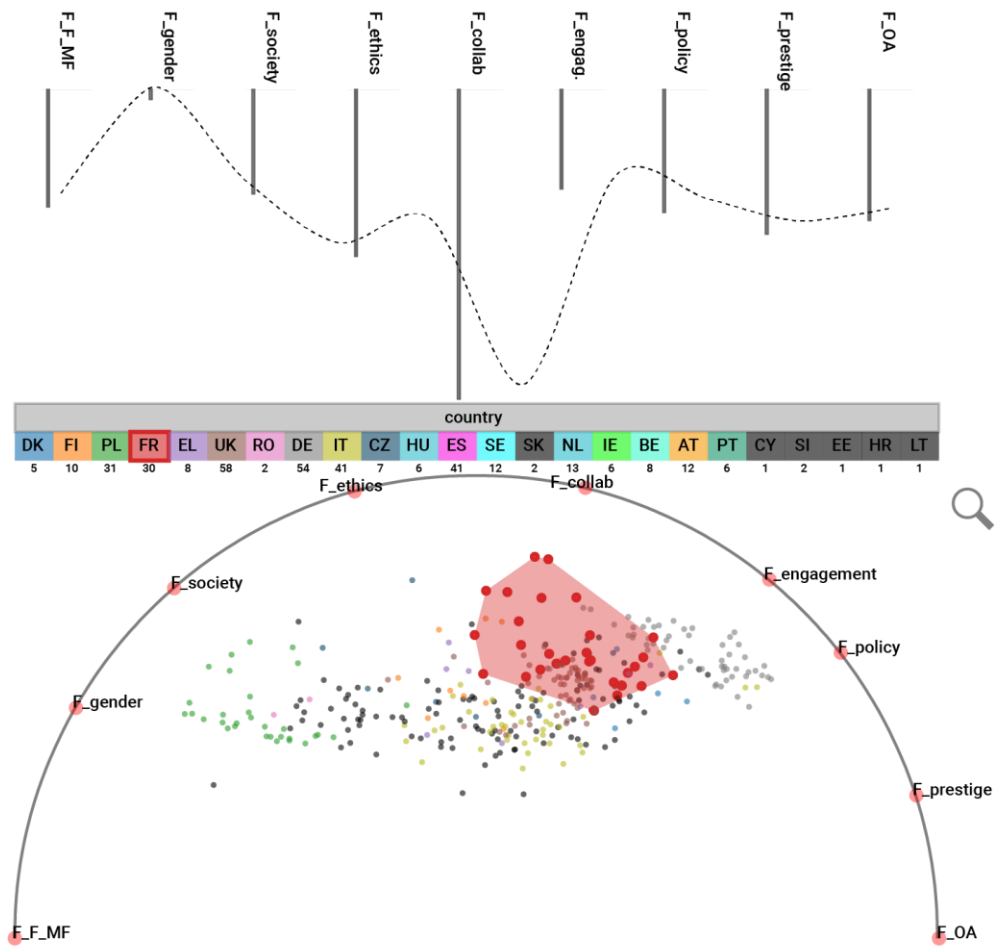 F_F_MF F_gender F_society F_ethics F_collab F_engag. F_policy F_prestige F_OA
country
DK FI PL FR EL UK RO DE IT CZ HU ES SE SK NL IE BE AT PT CY SI EE HR LT
5 10 31 30 8 58 2 54 41 7 6 41 12 2 13 6 8 12 6 1 2 1 1 1
F_ethics F_collab
F_society F_engagement
F_policy
F_gender
F_prestige
F_F_MF F_OA